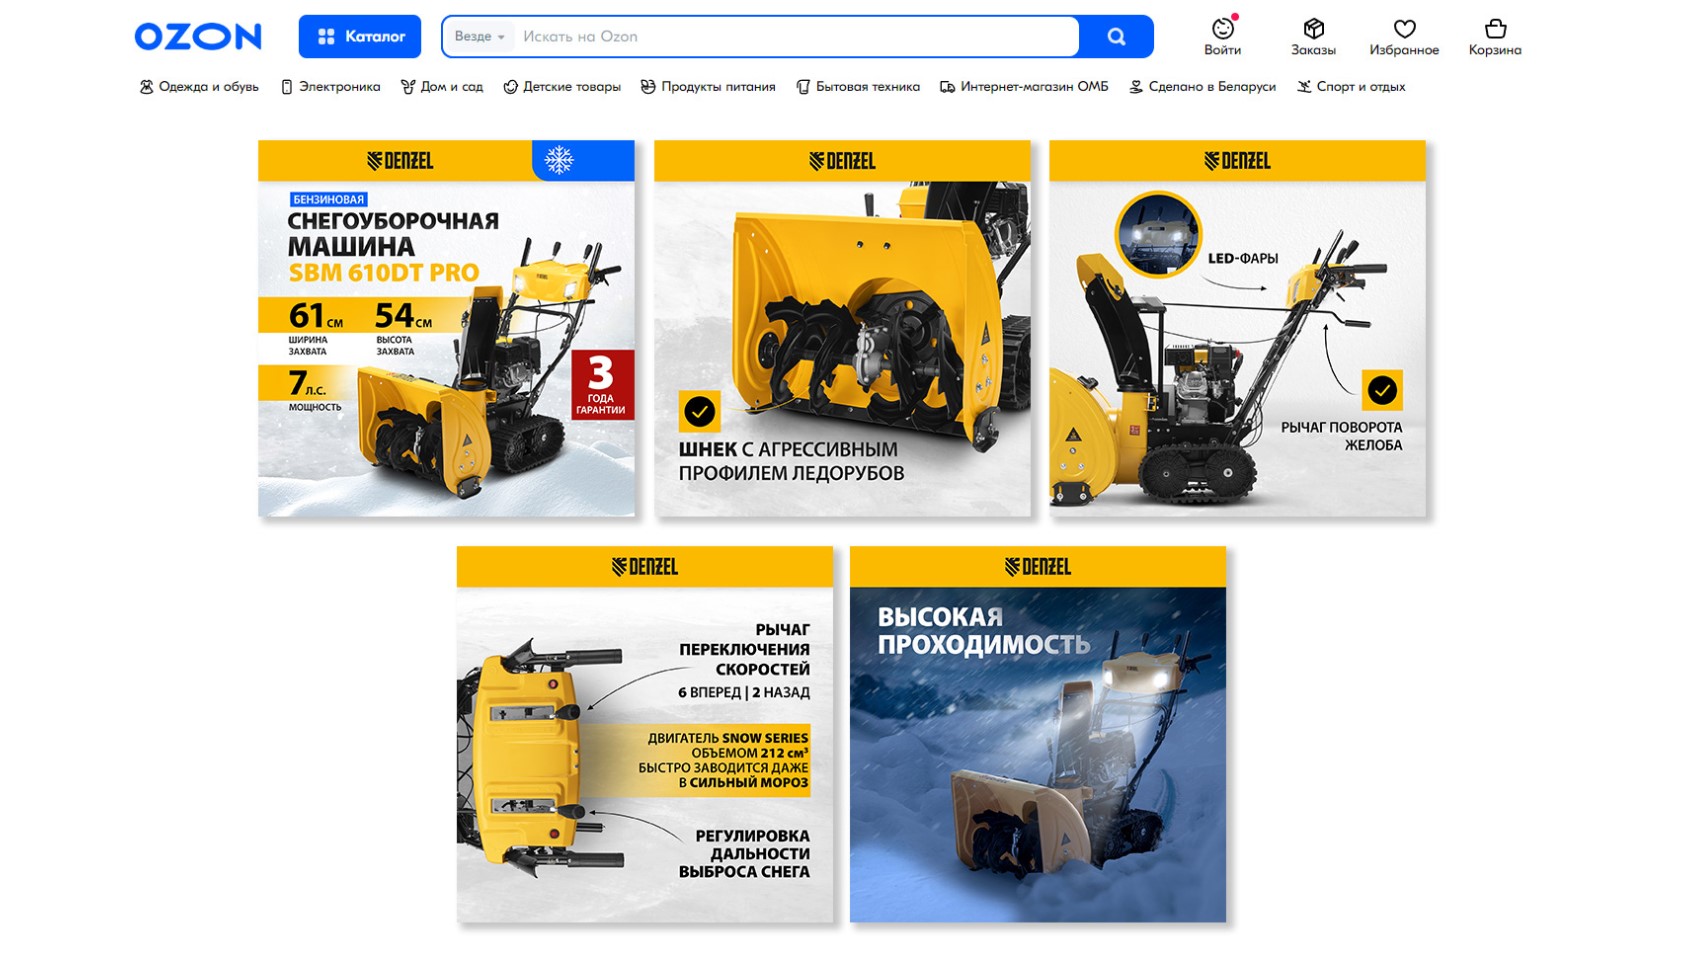 OZON
Каталог
Везде
Искать на Ozon
Войти
Заказы
Избранное
Корзина
Одежда и обувь
Электроника
Дом и сад
Детские товары
Продукты питания
Бытовая техника
Интернет-магазин ОМБ
Сделано в Беларуси
Спорт и отдых
DENZEL
БЕНЗИНОВАЯ
СНЕГОУБОРОЧНАЯ
МАШИНА
SBM 610DT PRO
61 СМ
ШИРИНА
ЗАХВАТА
54 СМ
ВЫСОТА
ЗАХВАТА
7 Л.С.
МОЩНОСТЬ
3
ГОДА
ГАРАНТИИ
DENZEL
ШНЕК С АГРЕССИВНЫМ
ПРОФИЛЕМ ЛЕДОРУБОВ
DENZEL
LED-ФАРЫ
РЫЧАГ ПОВОРОТА
ЖЕЛОБА
DENZEL
РЫЧАГ
ПЕРЕКЛЮЧЕНИЯ
СКОРОСТЕЙ
6 ВПЕРЕД | 2 НАЗАД
ДВИГАТЕЛЬ SNOW SERIES
ОБЪЕМОМ 212 см³
БЫСТРО ЗАВОДИТСЯ ДАЖЕ
В СИЛЬНЫЙ МОРОЗ
РЕГУЛИРОВКА
ДАЛЬНОСТИ
ВЫБРОСА СНЕГА
DENZEL
ВЫСОКАЯ
ПРОХОДИМОСТЬ